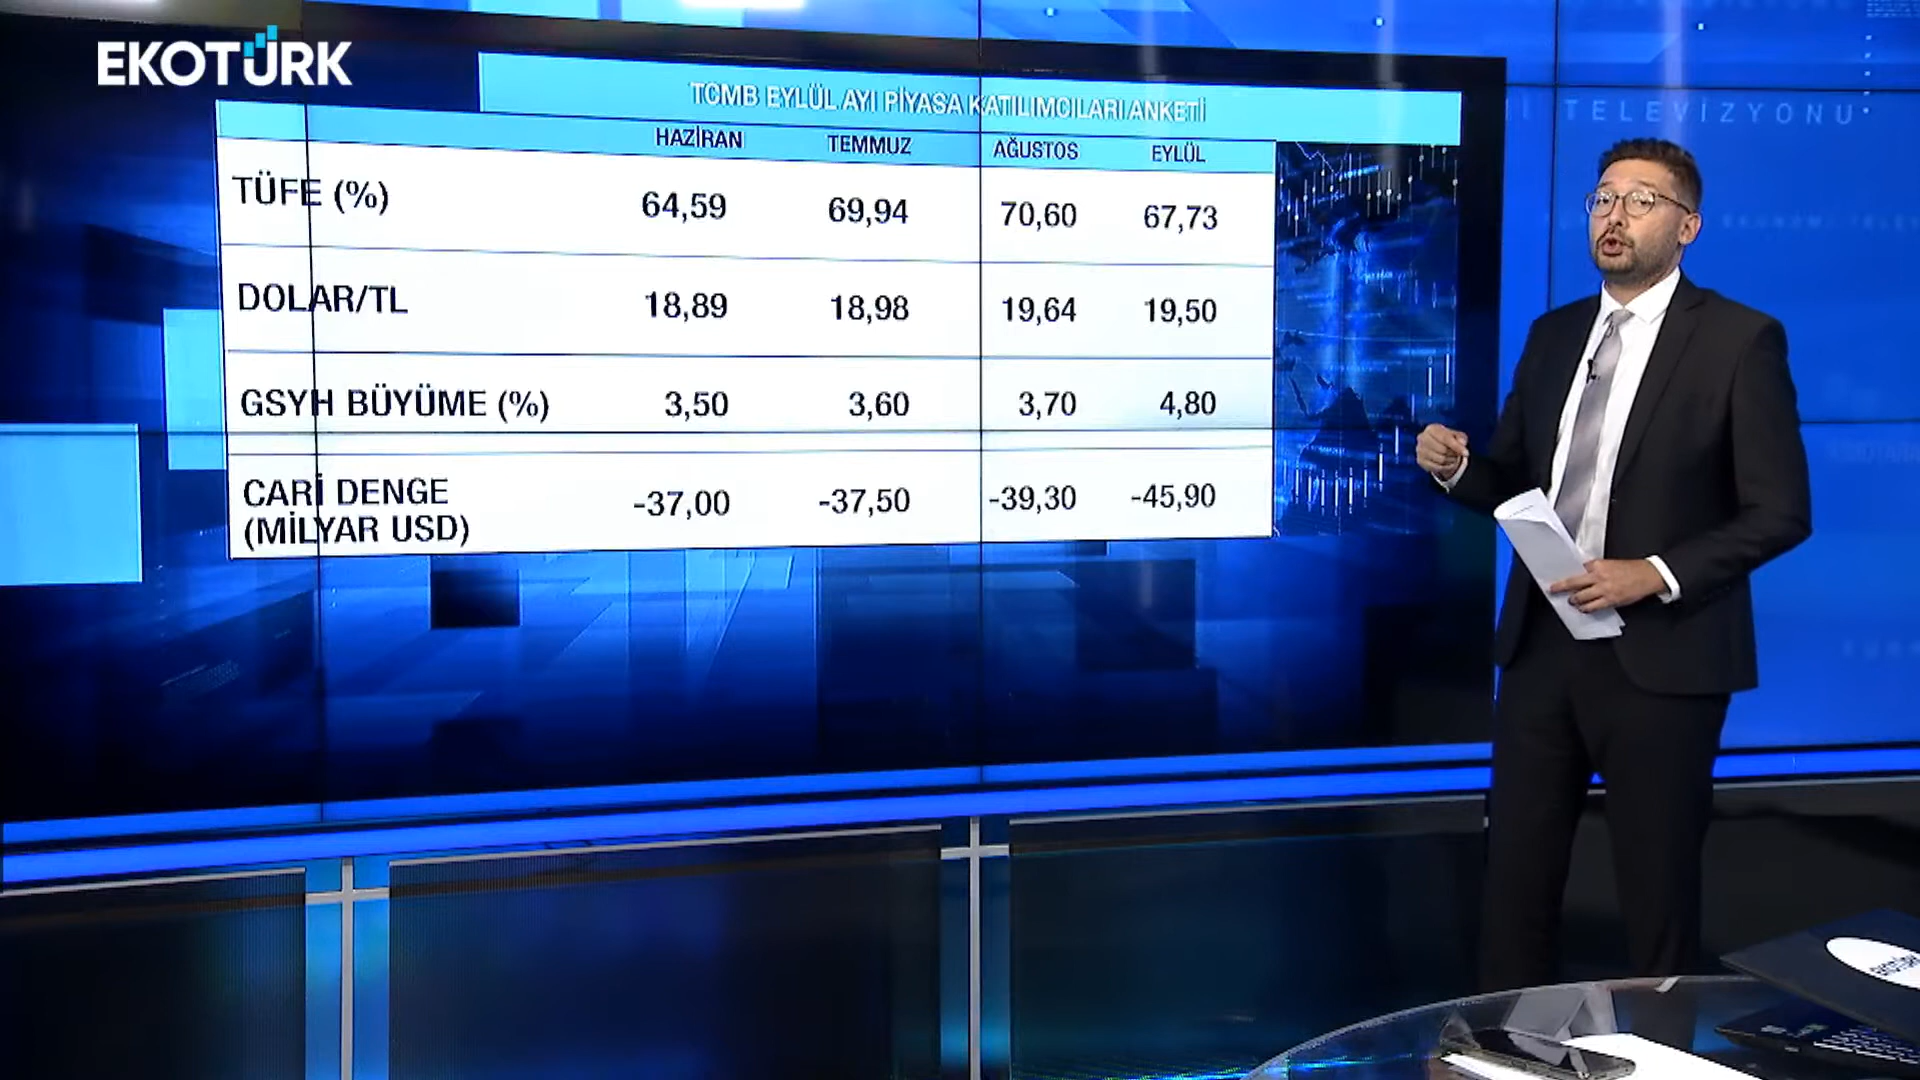 EKOTÜRK
TCMB EYLÜL AYI PİYASA KATILIMCILARI ANKETİ
HAZİRAN TEMMUZ AĞUSTOS EYLÜL
TÜFE (%) 64,59 69,94 70,60 67,73
DOLAR/TL 18,89 18,98 19,64 19,50
GSYH BÜYÜME (%) 3,50 3,60 3,70 4,80
CARİ DENGE
(MİLYAR USD) -37,00 -37,50 -39,30 -45,90
TELEVİZYONU
EKOTÜRK